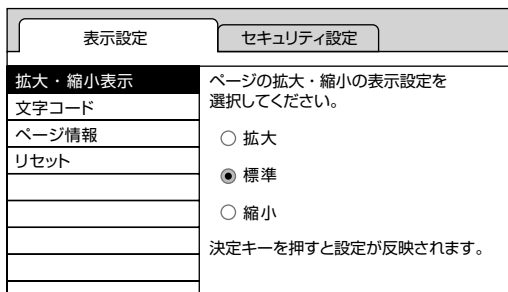 表示設定
セキュリティ設定
拡大・縮小表示
文字コード
ページ情報
リセット
ページの拡大・縮小の表示設定を
選択してください。
拡大
標準
縮小
決定キーを押すと設定が反映されます。